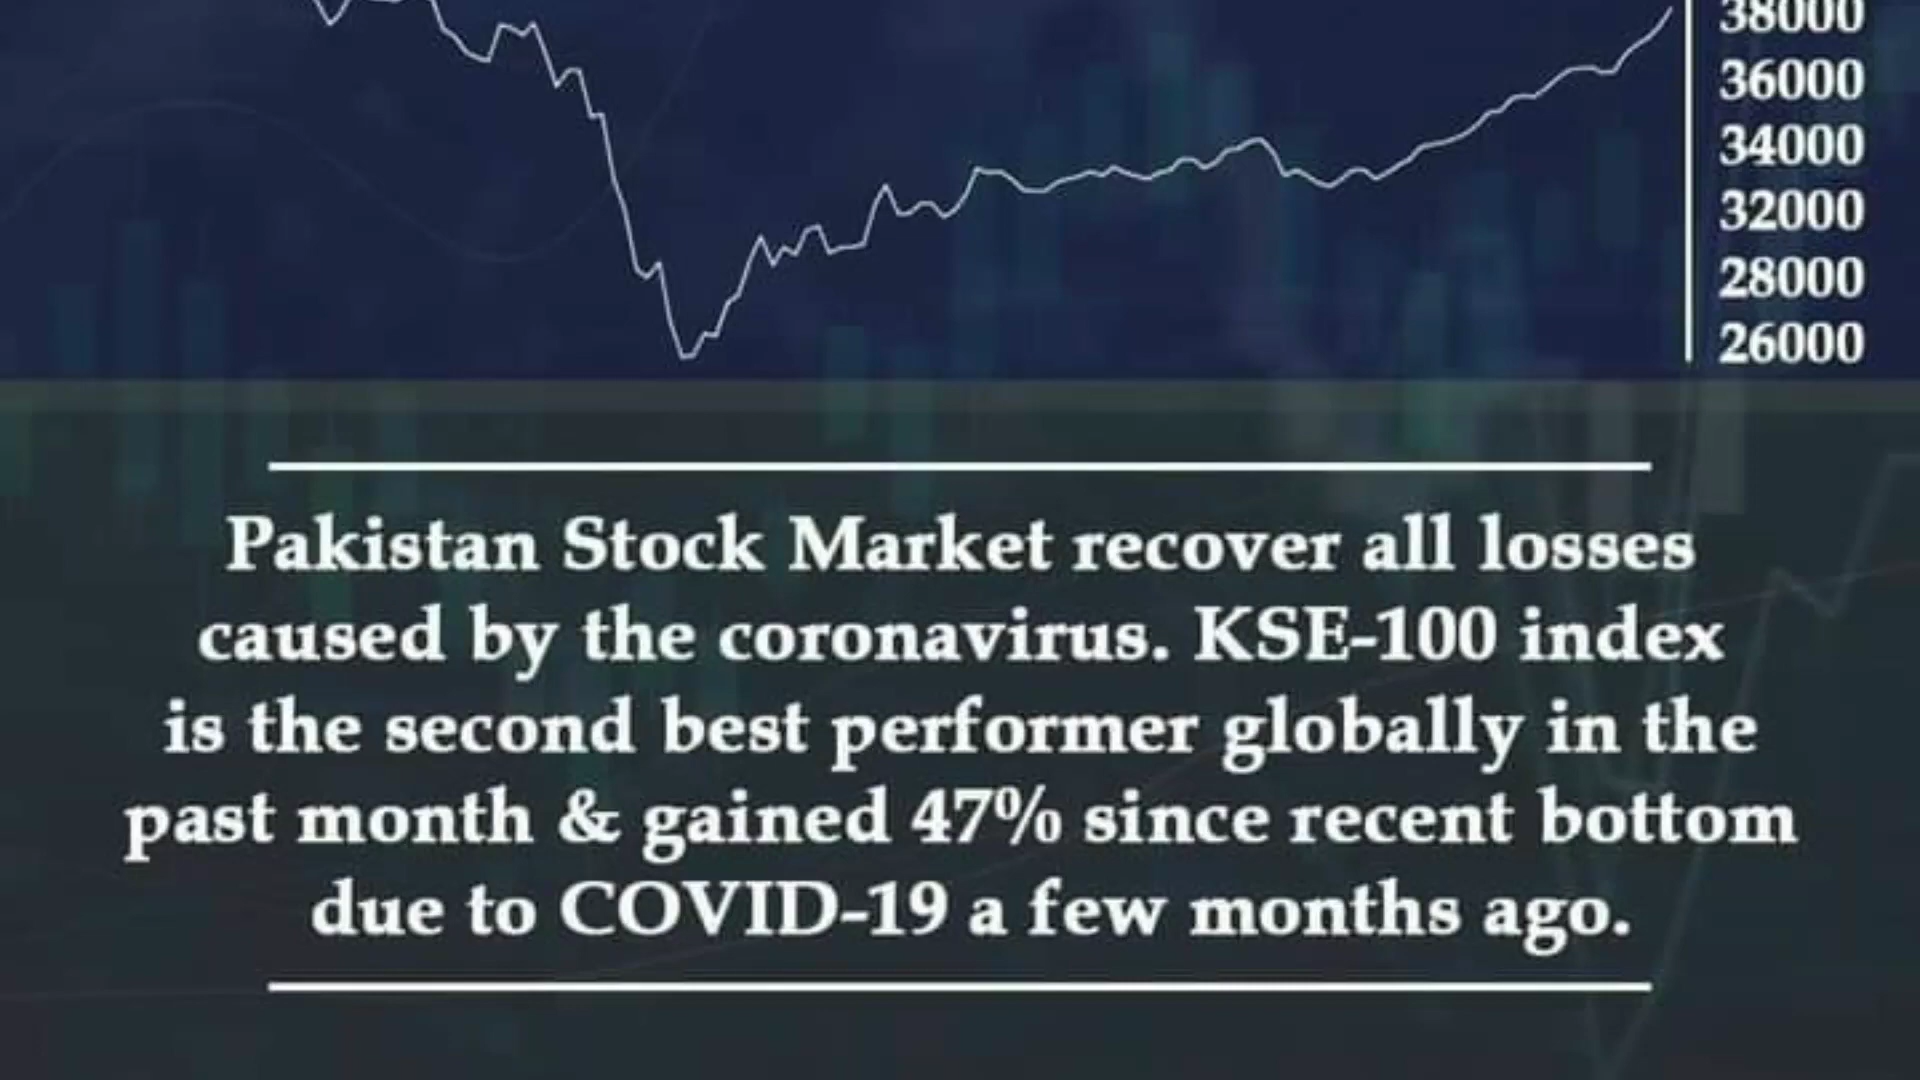 38000
36000
34000
32000
28000
26000
Pakistan Stock Market recover all losses
caused by the coronavirus. KSE-100 index
is the second best performer globally in the
past month & gained 47% since recent bottom
due to COVID-19 a few months ago.